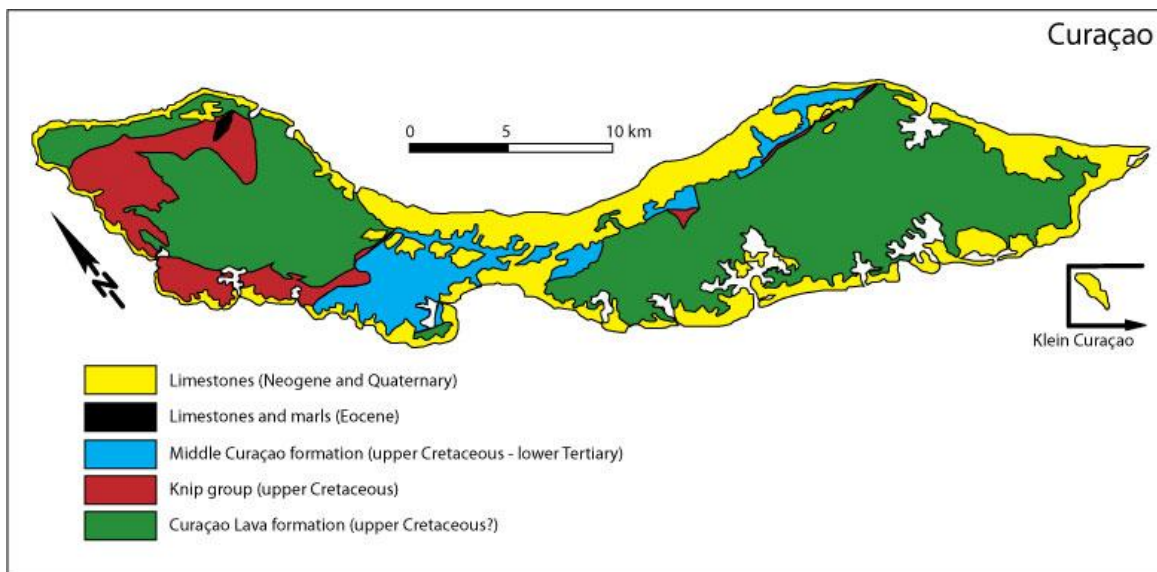 Curaçao
0 5 10 km
N
Klein Curaçao
Limestones (Neogene and Quaternary)
Limestones and marls (Eocene)
Middle Curaçao formation (upper Cretaceous - lower Tertiary)
Knip group (upper Cretaceous)
Curaçao Lava formation (upper Cretaceous?)